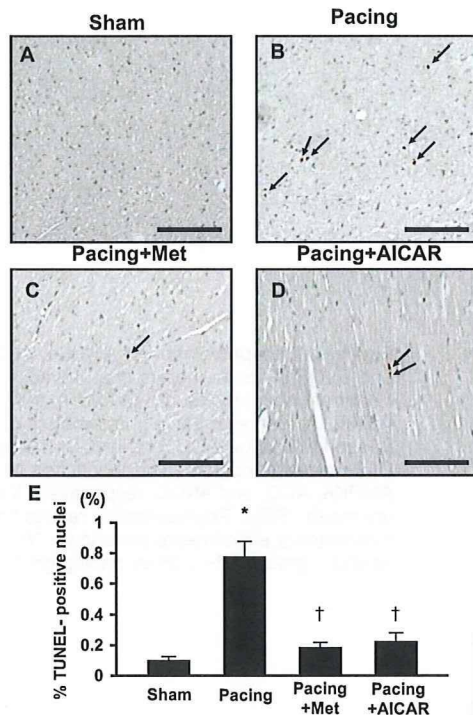 Sham
Pacing
A
B
Pacing+Met
Pacing+AICAR
C
D
E
(%)
% TUNEL- positive nuclei
1
0.8
0.6
0.4
0.2
0
*
†
†
Sham
Pacing
Pacing
+Met
Pacing
+AICAR